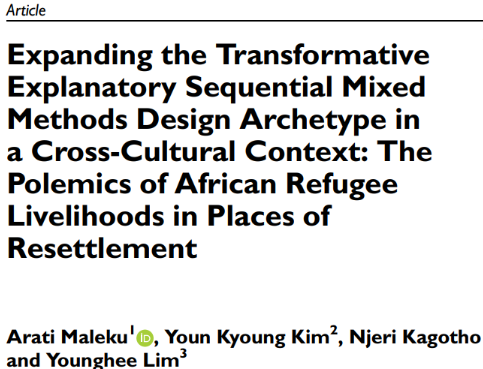 Article
Expanding the Transformative
Explanatory Sequential Mixed
Methods Design Archetype in
a Cross-Cultural Context: The
Polemics of African Refugee
Livelihoods in Places of
Resettlement
Arati Maleku1 iD, Youn Kyoung Kim2, Njeri Kagotho
and Younghee Lim3